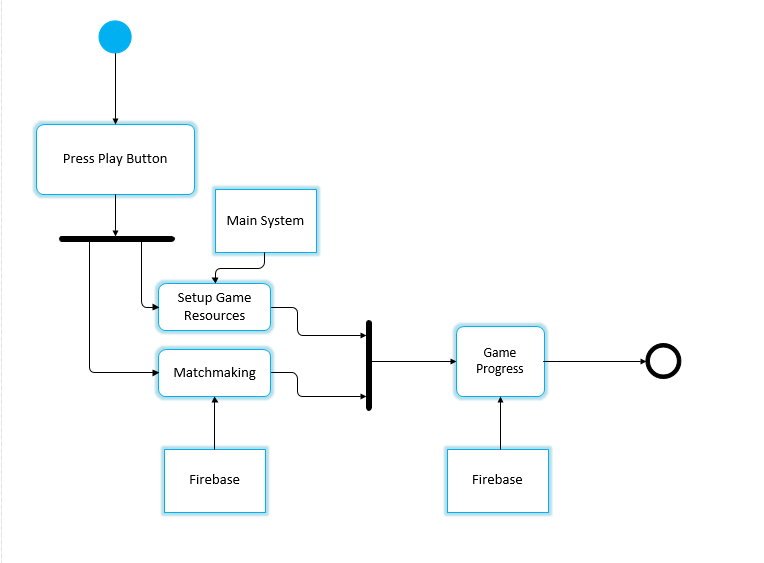 Press Play Button
Main System
Setup Game
Resources
Matchmaking
Game
Progress
Firebase
Firebase